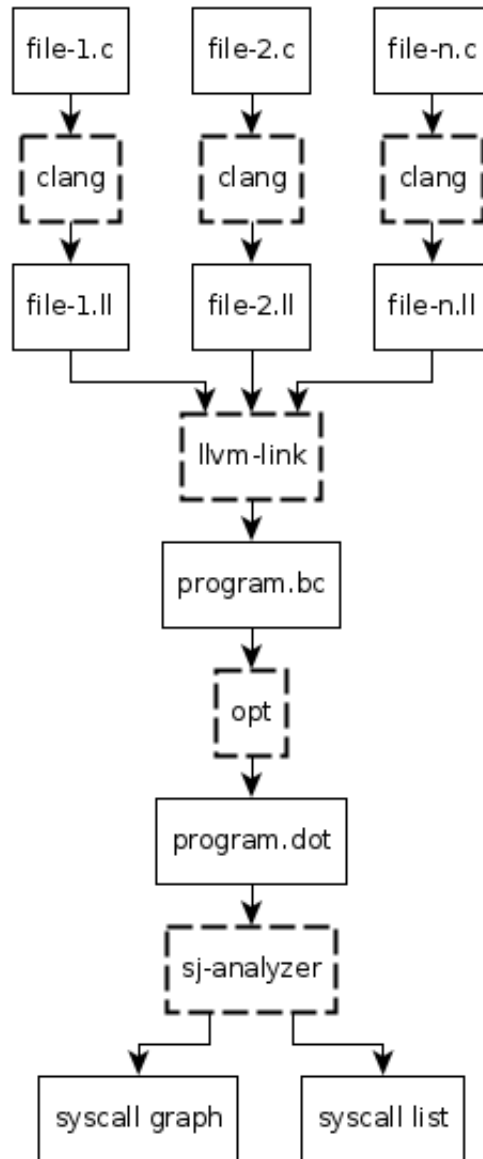 file-1.c file-2.c file-n.c
clang clang clang
file-1.ll file-2.ll file-n.ll
llvm-link
program.bc
opt
program.dot
sj-analyzer
syscall graph syscall list